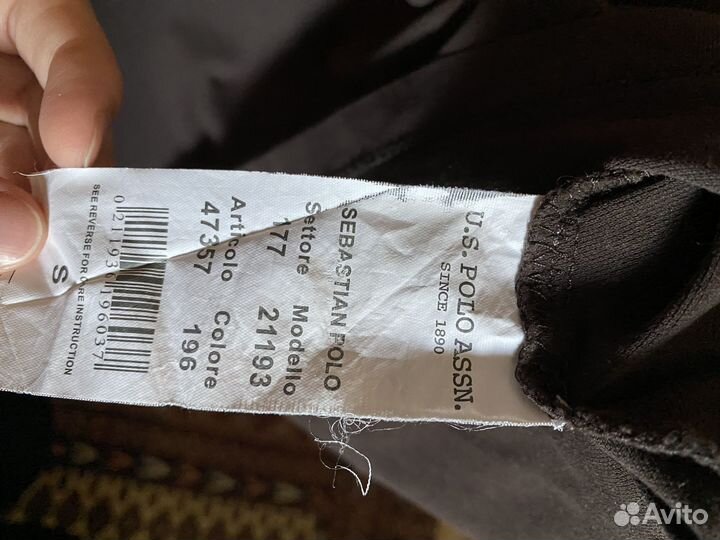 U.S. POLO ASSN.
SINCE 1890
SEBASTIAN POLO
Settore Modello
177 21193
Articolo Colore
47357 196
S
SEE REVERSE FOR CARE INSTRUCTION
Avito